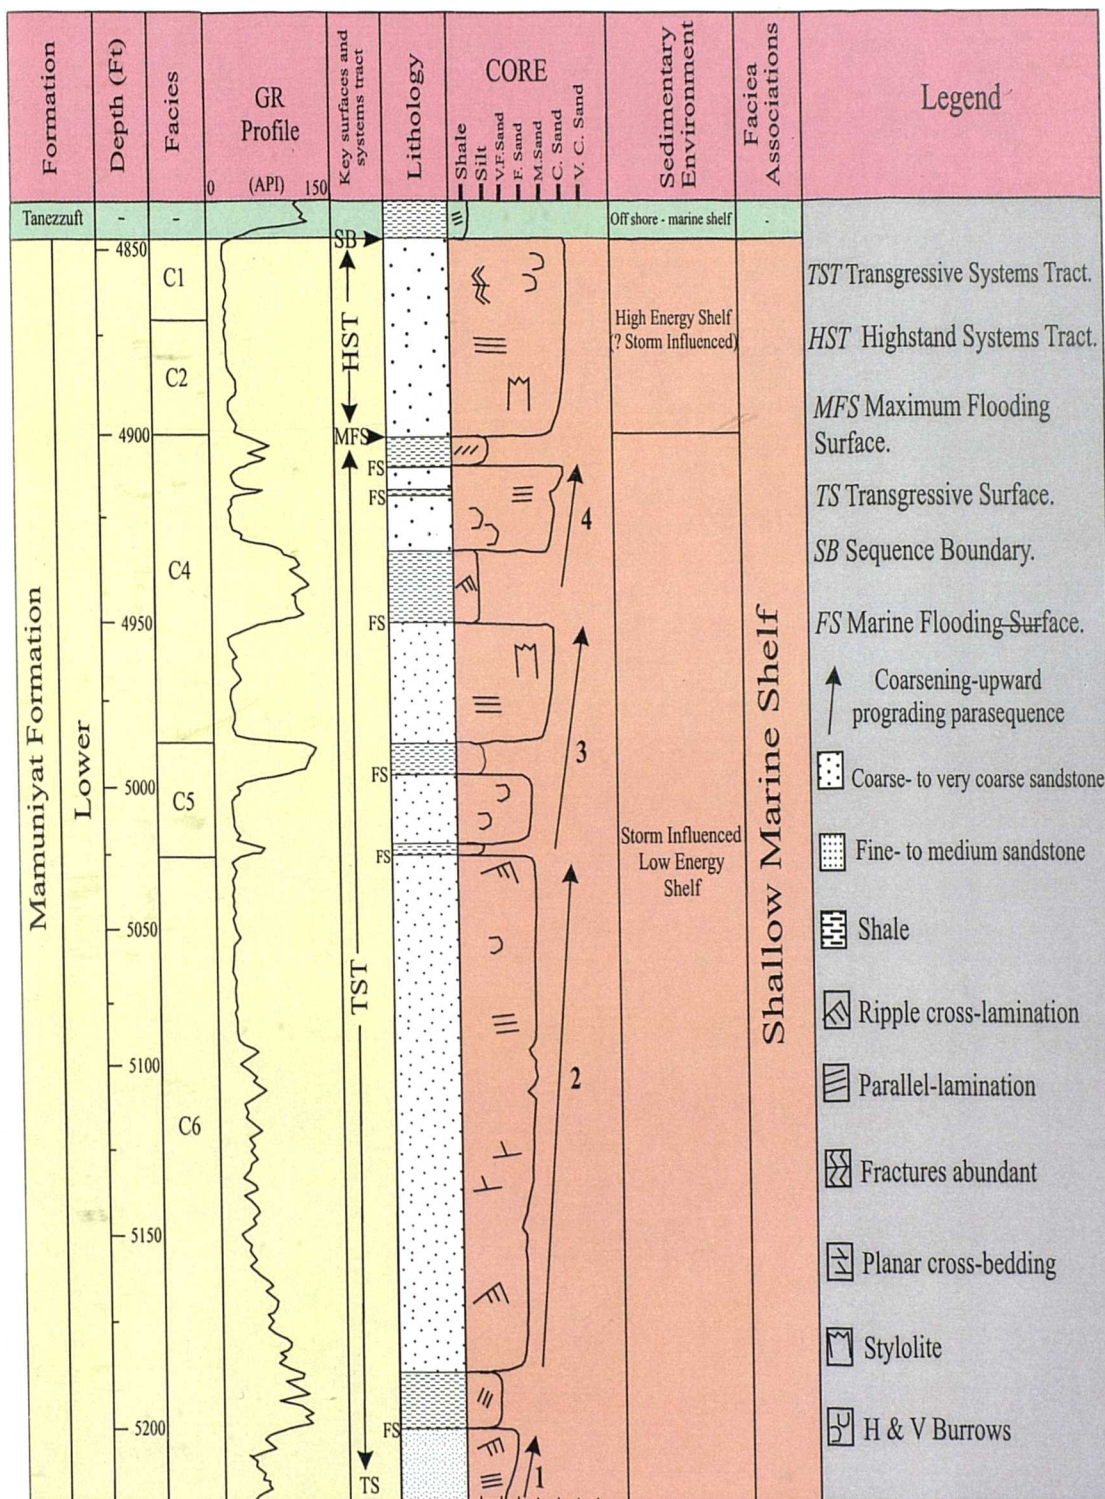 Formation
Depth (Ft)
Facies
GR
Profile
0 (API) 150
Key surfaces and
systems tract
Lithology
CORE
Shale
Silt
V.F.Sand
F. Sand
M.Sand
C. Sand
V. C. Sand
Sedimentary
Environment
Faciea
Associations
Legend
Tanezzuft
-
-
Off shore - marine shelf
-
Mamuniyat Formation
Lower
4850
4900
4950
5000
5050
5100
5150
5200
C1
C2
C4
C5
C6
SB
HST
MFS
FS
FS
FS
FS
FS
TST
FS
TS
4
3
2
1
High Energy Shelf
(? Storm Influenced)
Storm Influenced
Low Energy
Shelf
Shallow Marine Shelf
TST Transgressive Systems Tract.
HST Highstand Systems Tract.
MFS Maximum Flooding
Surface.
TS Transgressive Surface.
SB Sequence Boundary.
FS Marine Flooding Surface.
Coarsening-upward
prograding parasequence
Coarse- to very coarse sandstone
Fine- to medium sandstone
Shale
Ripple cross-lamination
Parallel-lamination
Fractures abundant
Planar cross-bedding
Stylolite
H & V Burrows